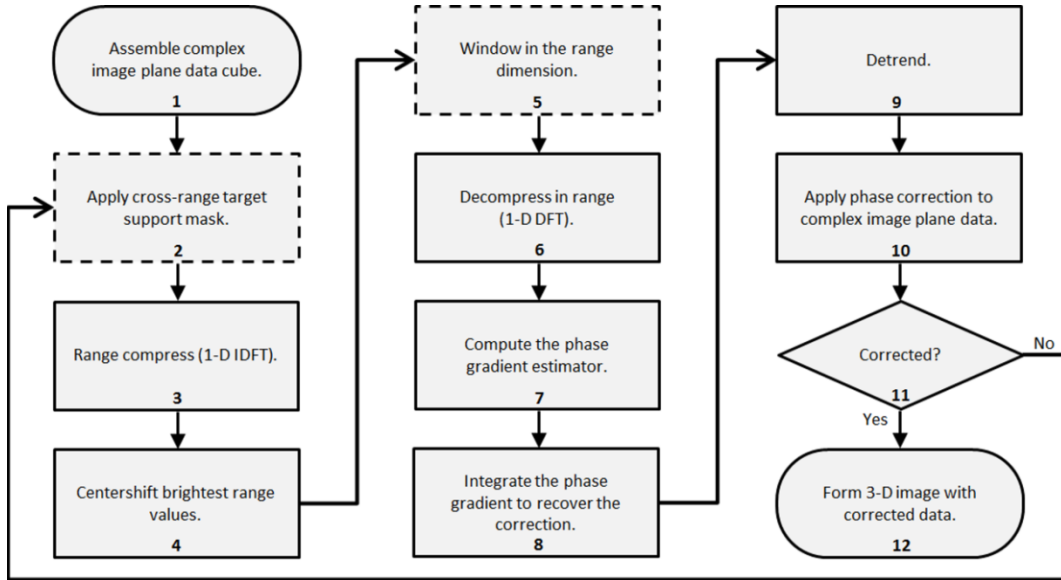 Assemble complex
image plane data cube.
1
Apply cross-range target
support mask.
2
Range compress (1-D IDFT).
3
Centershift brightest range
values.
4
Window in the range
dimension.
5
Decompress in range
(1-D DFT).
6
Compute the phase
gradient estimator.
7
Integrate the phase
gradient to recover the
correction.
8
Detrend.
9
Apply phase correction to
complex image plane data.
10
Corrected?
11
No
Yes
Form 3-D image with
corrected data.
12